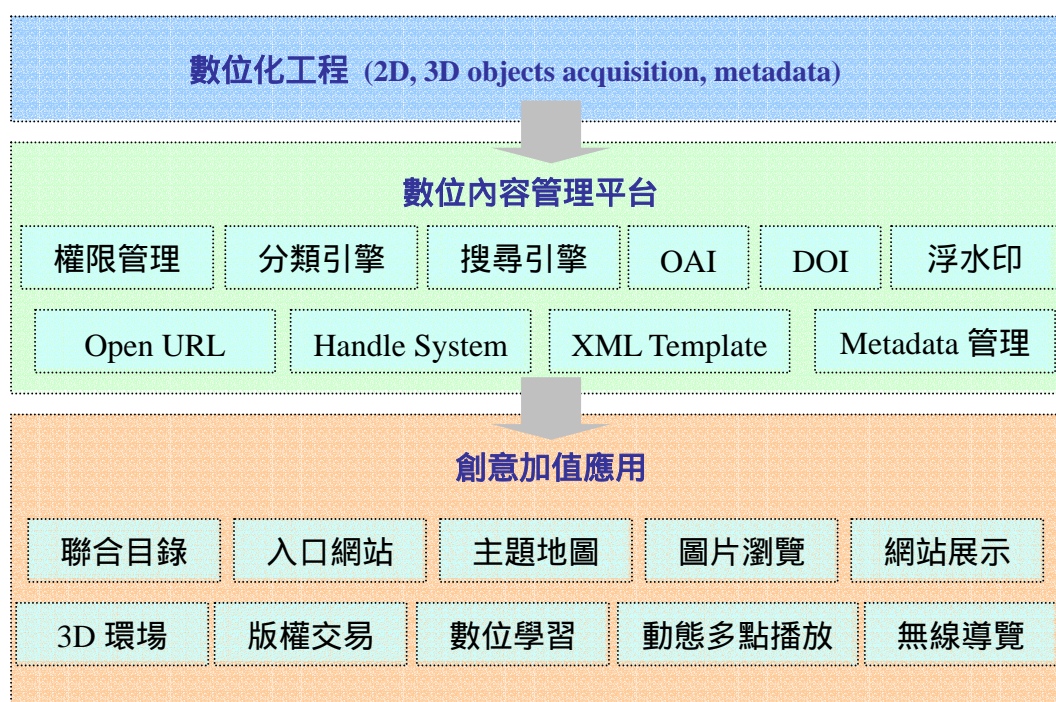 數位化工程 (2D, 3D objects acquisition, metadata)
數位內容管理平台
權限管理 分類引擎 搜尋引擎 OAI DOI 浮水印
Open URL Handle System XML Template Metadata 管理
創意加值應用
聯合目錄 入口網站 主題地圖 圖片瀏覽 網站展示
3D 環場 版權交易 數位學習 動態多點播放 無線導覽